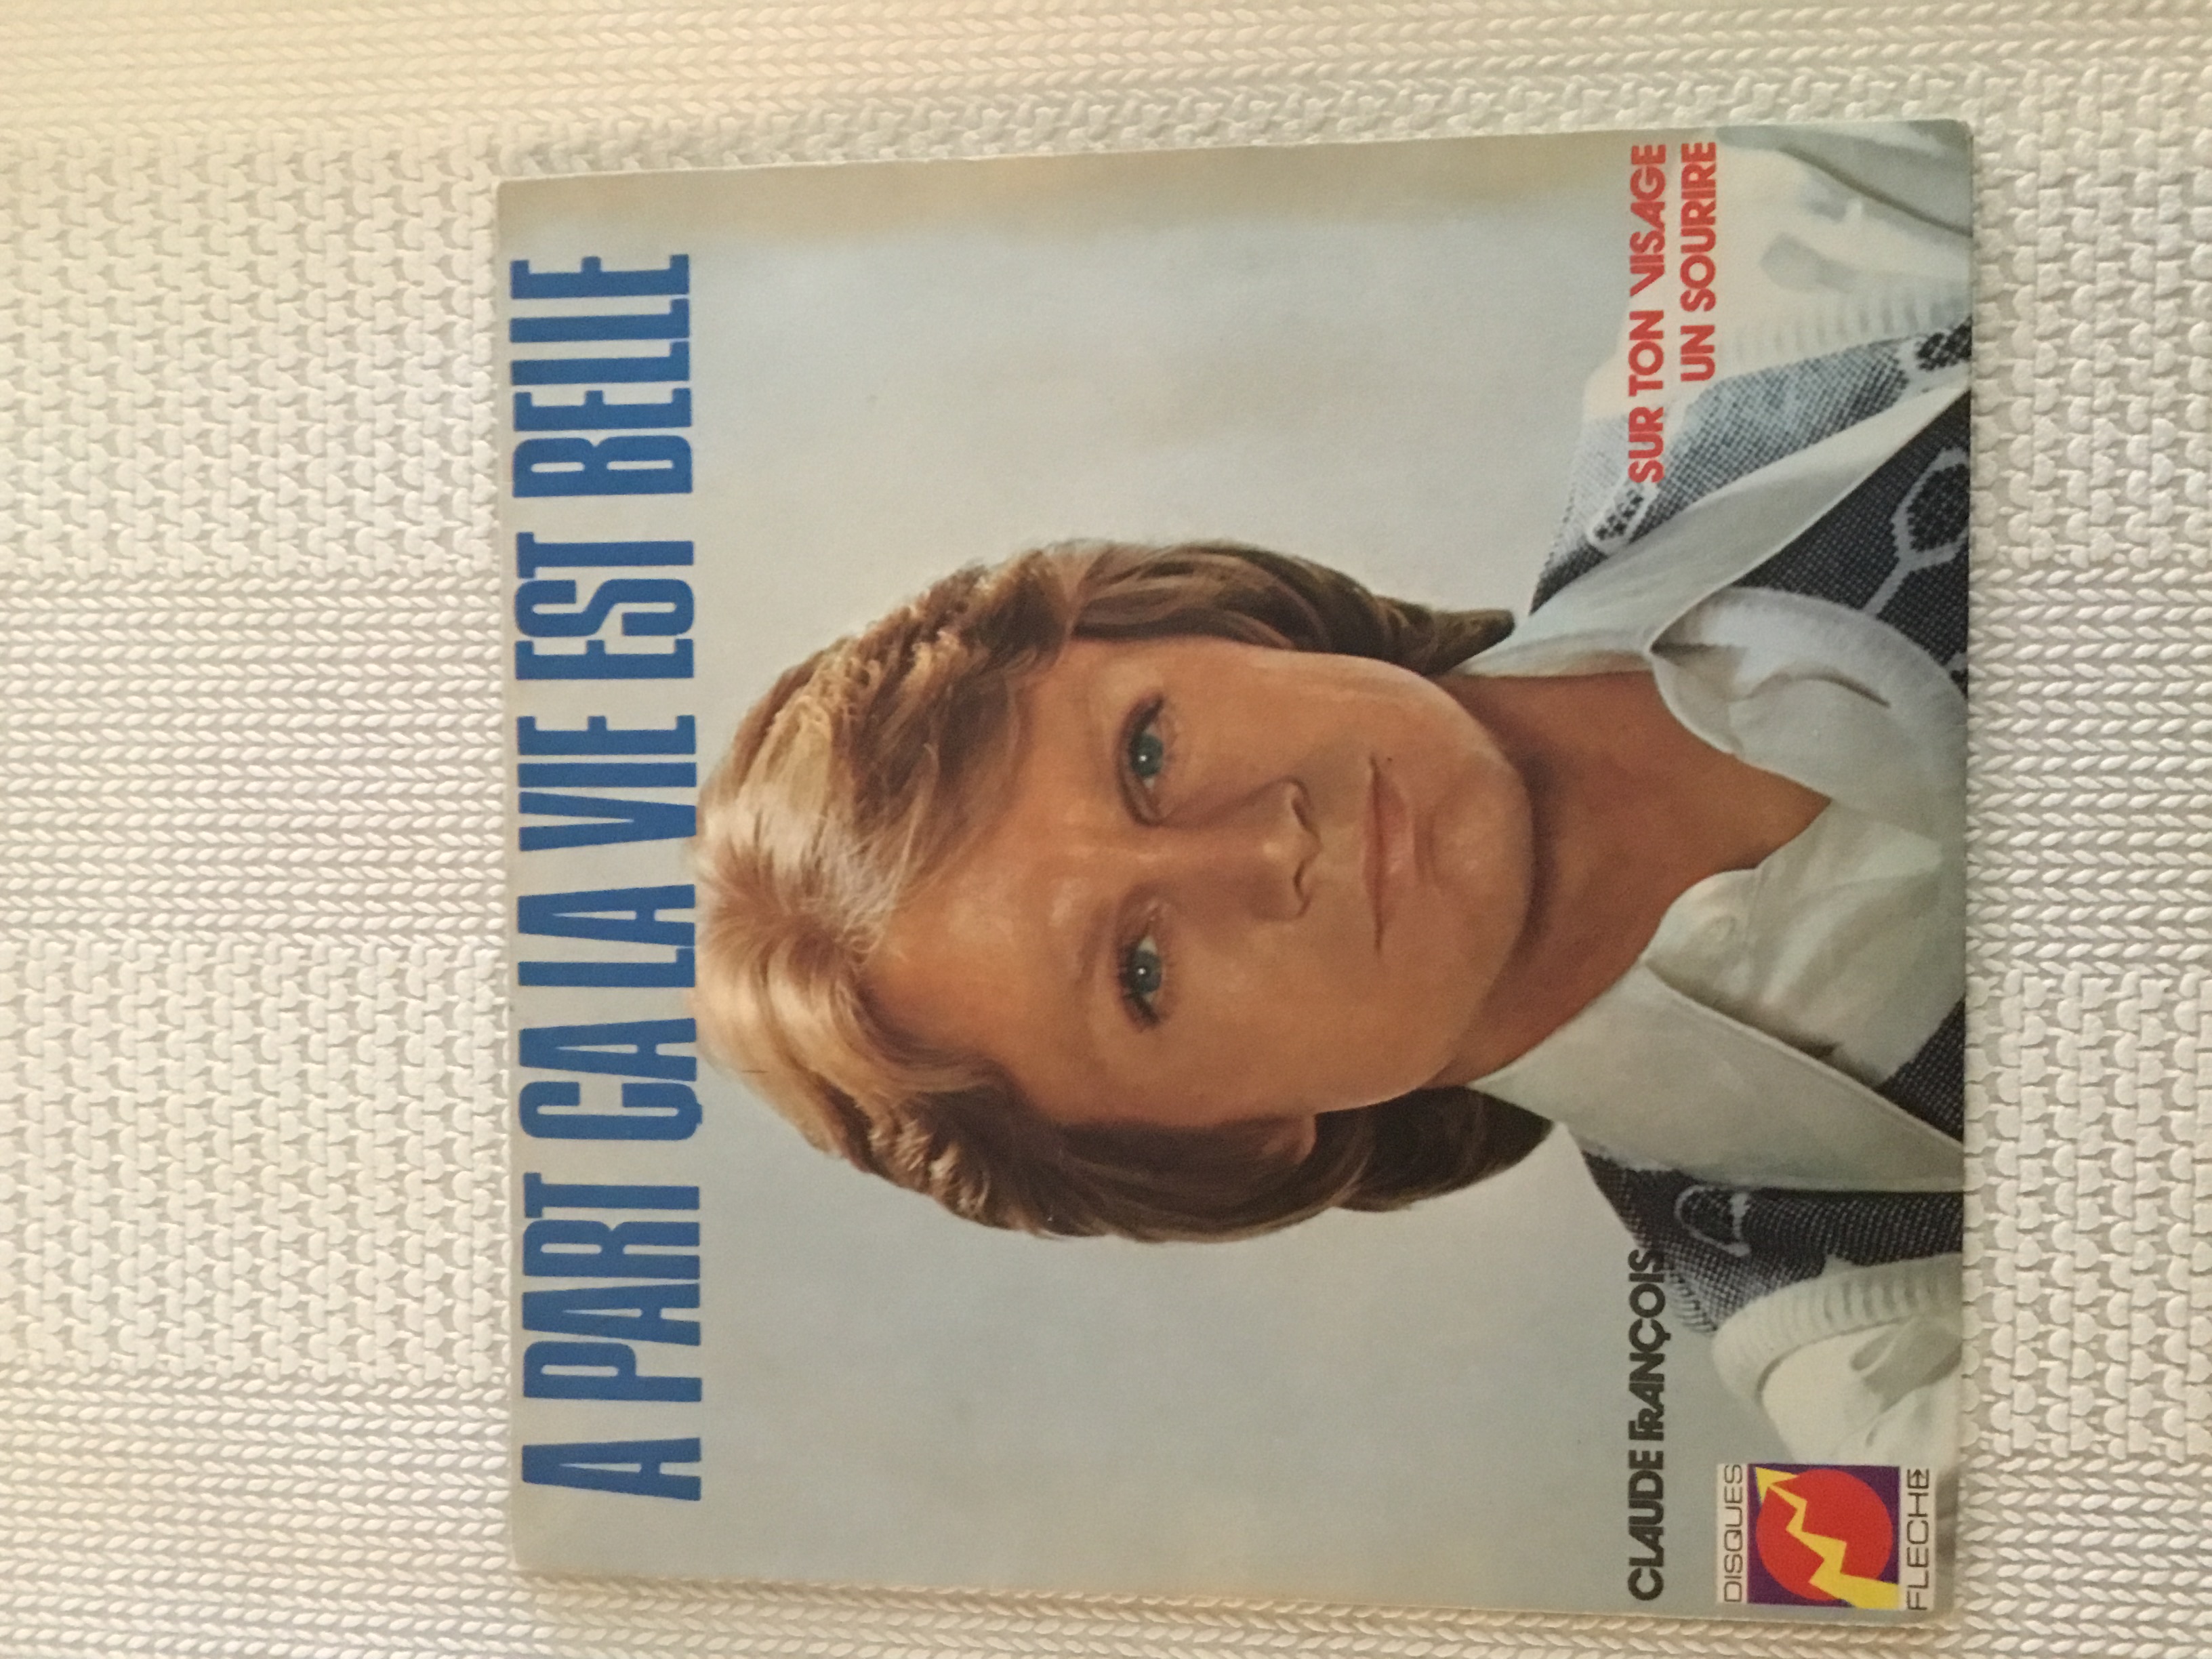 A PART ÇA LA VIE EST BELLE
CLAUDE FRANÇOIS
SUR TON VISAGE
UN SOURIRE
DISQUES
FLECHE